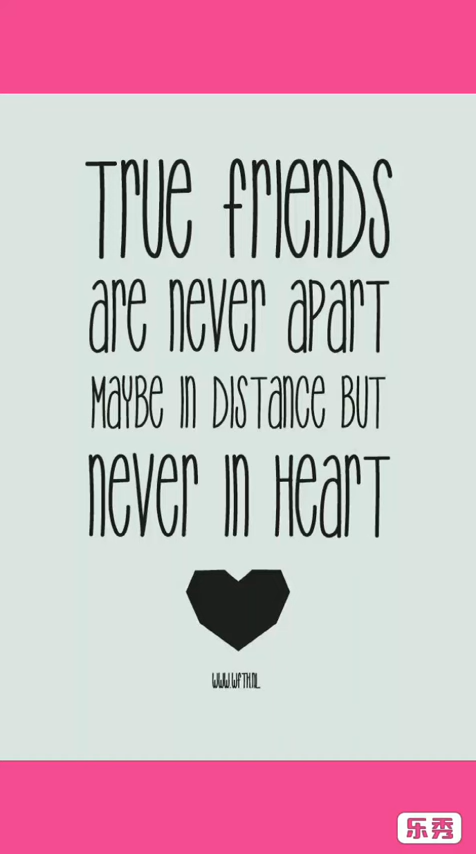 True friends
are never apart
Maybe in distance but
never in heart
www.wfth.nl
乐秀